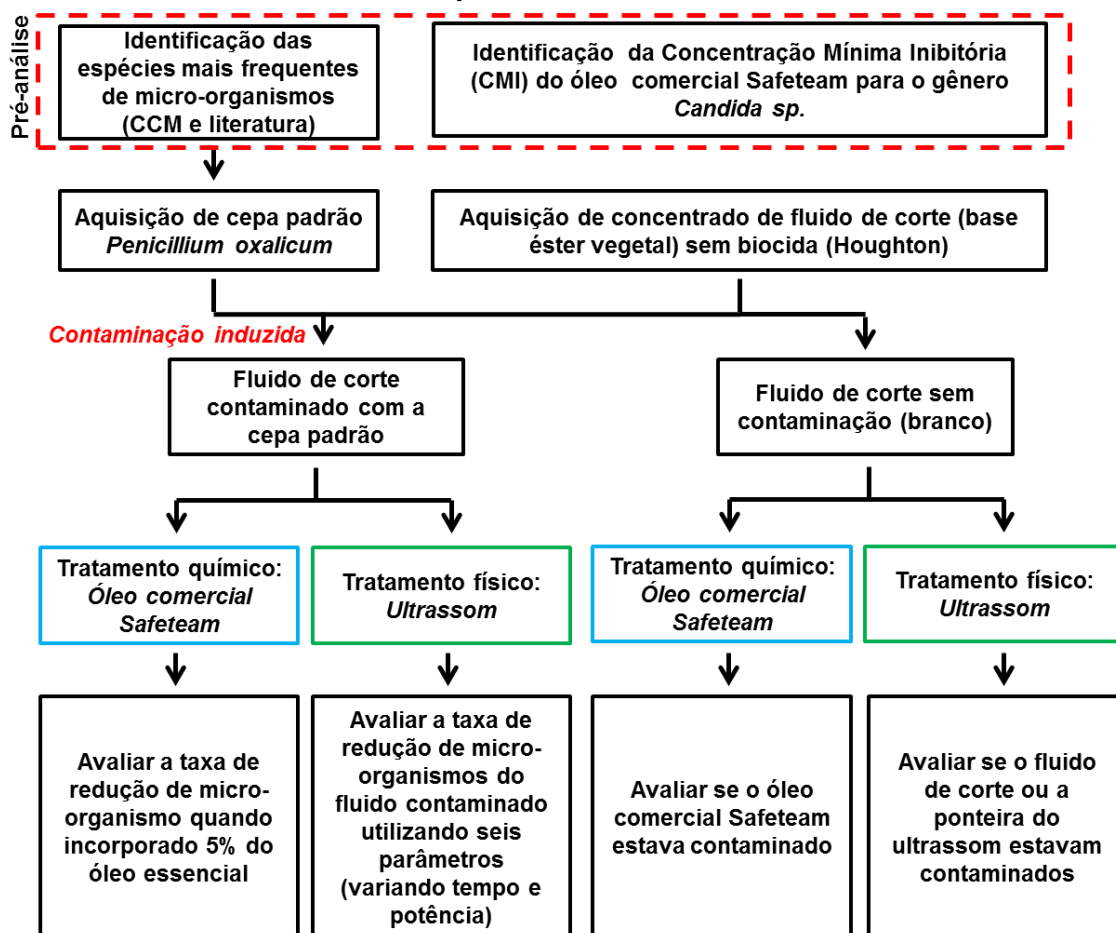 Pré-análise
Identificação das
espécies mais frequentes
de micro-organismos
(CCM e literatura)
Identificação da Concentração Mínima Inibitória
(CMI) do óleo comercial Safeteam para o gênero
Candida sp.
Aquisição de cepa padrão
Penicillium oxalicum
Aquisição de concentrado de fluido de corte (base
éster vegetal) sem biocida (Houghton)
Contaminação induzida
Fluido de corte
contaminado com a
cepa padrão
Fluido de corte sem
contaminação (branco)
Tratamento químico:
Óleo comercial
Safeteam
Tratamento físico:
Ultrassom
Tratamento químico:
Óleo comercial
Safeteam
Tratamento físico:
Ultrassom
Avaliar a taxa de
redução de micro-
organismo quando
incorporado 5% do
óleo essencial
Avaliar a taxa de
redução de micro-
organismos do
fluido contaminado
utilizando seis
parâmetros
(variando tempo e
potência)
Avaliar se o óleo
comercial Safeteam
estava contaminado
Avaliar se o fluido
de corte ou a
ponteira do
ultrassom estavam
contaminados